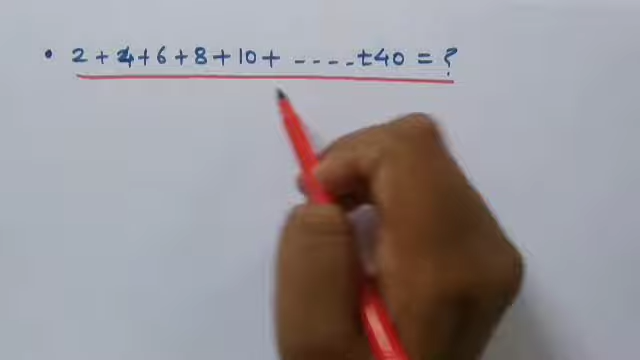 • 2 + 4 + 6 + 8 + 10 + ---- + 40 = ?